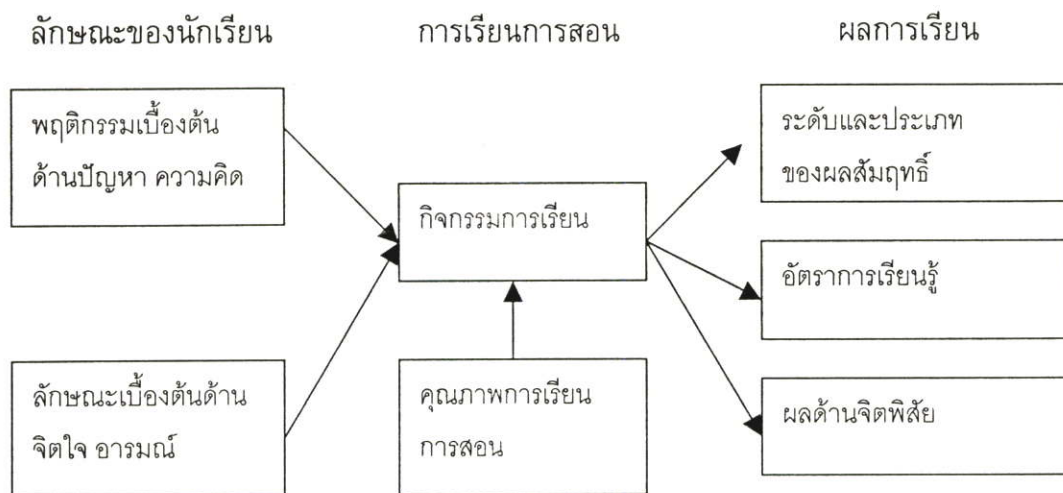 ลักษณะของนักเรียน
การเรียนการสอน
ผลการเรียน
พฤติกรรมเบื้องต้น
ด้านปัญหา ความคิด
ลักษณะเบื้องต้นด้าน
จิตใจ อารมณ์
กิจกรรมการเรียน
คุณภาพการเรียน
การสอน
ระดับและประเภท
ของผลสัมฤทธิ์
อัตราการเรียนรู้
ผลด้านจิตพิสัย